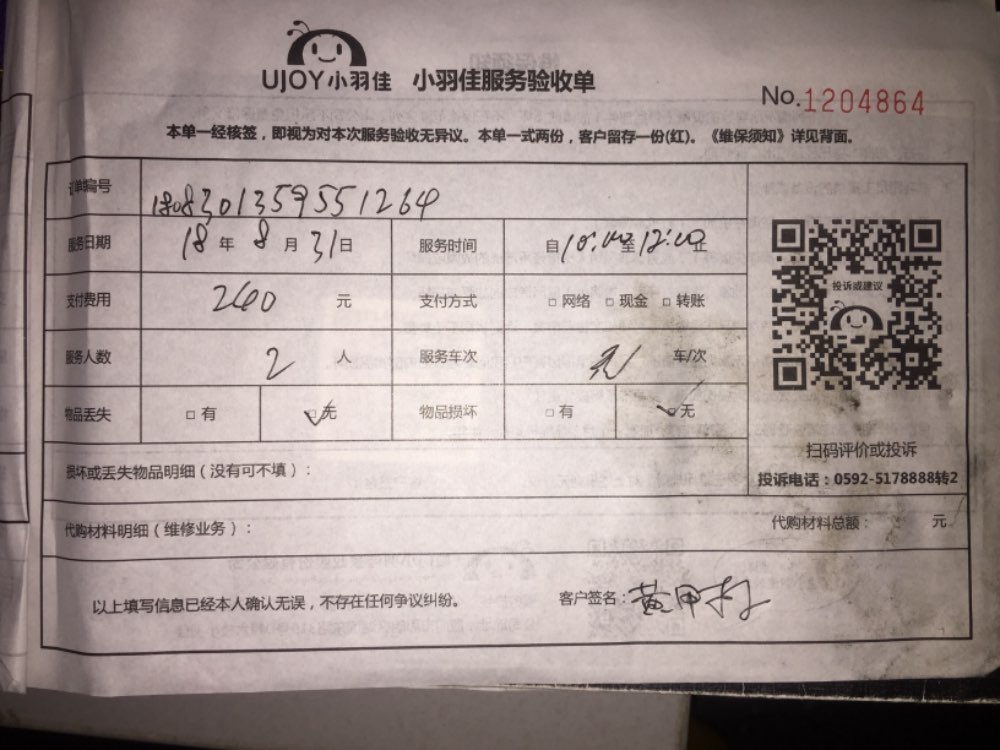 UJOY小羽佳 小羽佳服务验收单
No.1204864
本单一经核签，即视为对本次服务验收无异议。本单一式两份，客户留存一份(红)。《维保须知》详见背面。
订单编号 1808301359551264
服务日期 18 年 8 月 31 日 服务时间 自 10:00 至 12:00 止
支付费用 260 元 支付方式 □ 网络 □ 现金 □ 转账
投诉或建议
服务人数 2 人 服务车次 车/次
物品丢失 □ 有 ☑ 无 物品损坏 □ 有 ☑ 无
扫码评价或投诉
损坏或丢失物品明细（没有可不填）：
投诉电话：0592-5178888转2
代购材料明细（维修业务）： 代购材料总额： 元
以上填写信息已经本人确认无误，不存在任何争议纠纷。 客户签名：黄甲